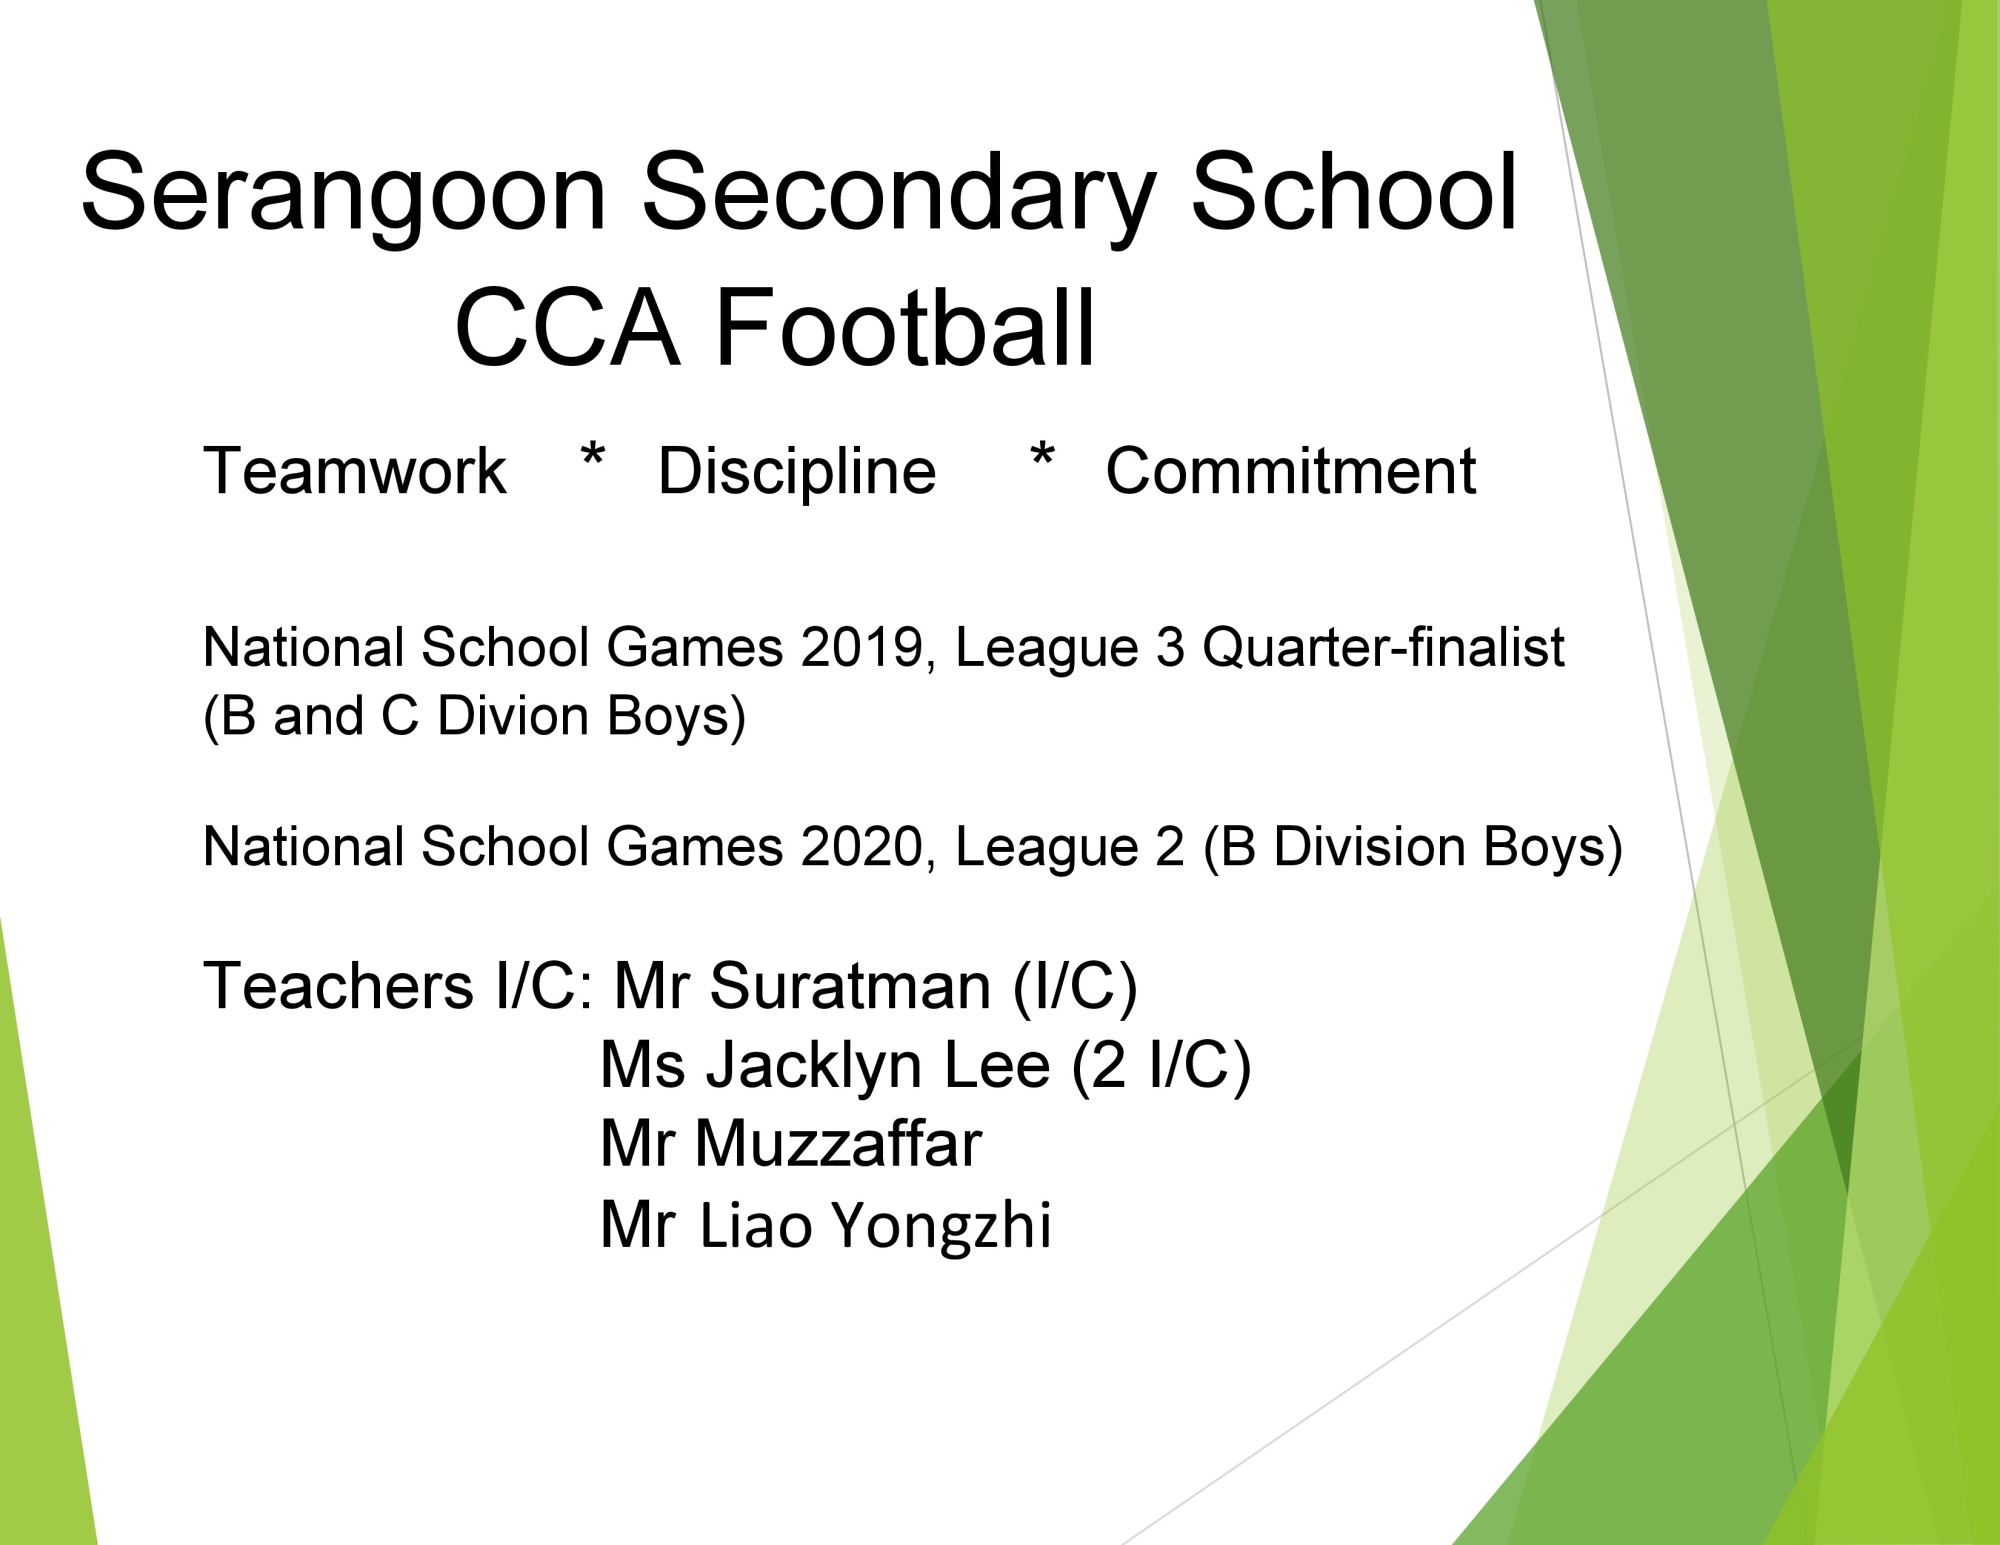 Serangoon Secondary School
CCA Football
Teamwork * Discipline * Commitment
National School Games 2019, League 3 Quarter-finalist
(B and C Divion Boys)
National School Games 2020, League 2 (B Division Boys)
Teachers I/C: Mr Suratman (I/C)
Ms Jacklyn Lee (2 I/C)
Mr Muzzaffar
Mr Liao Yongzhi